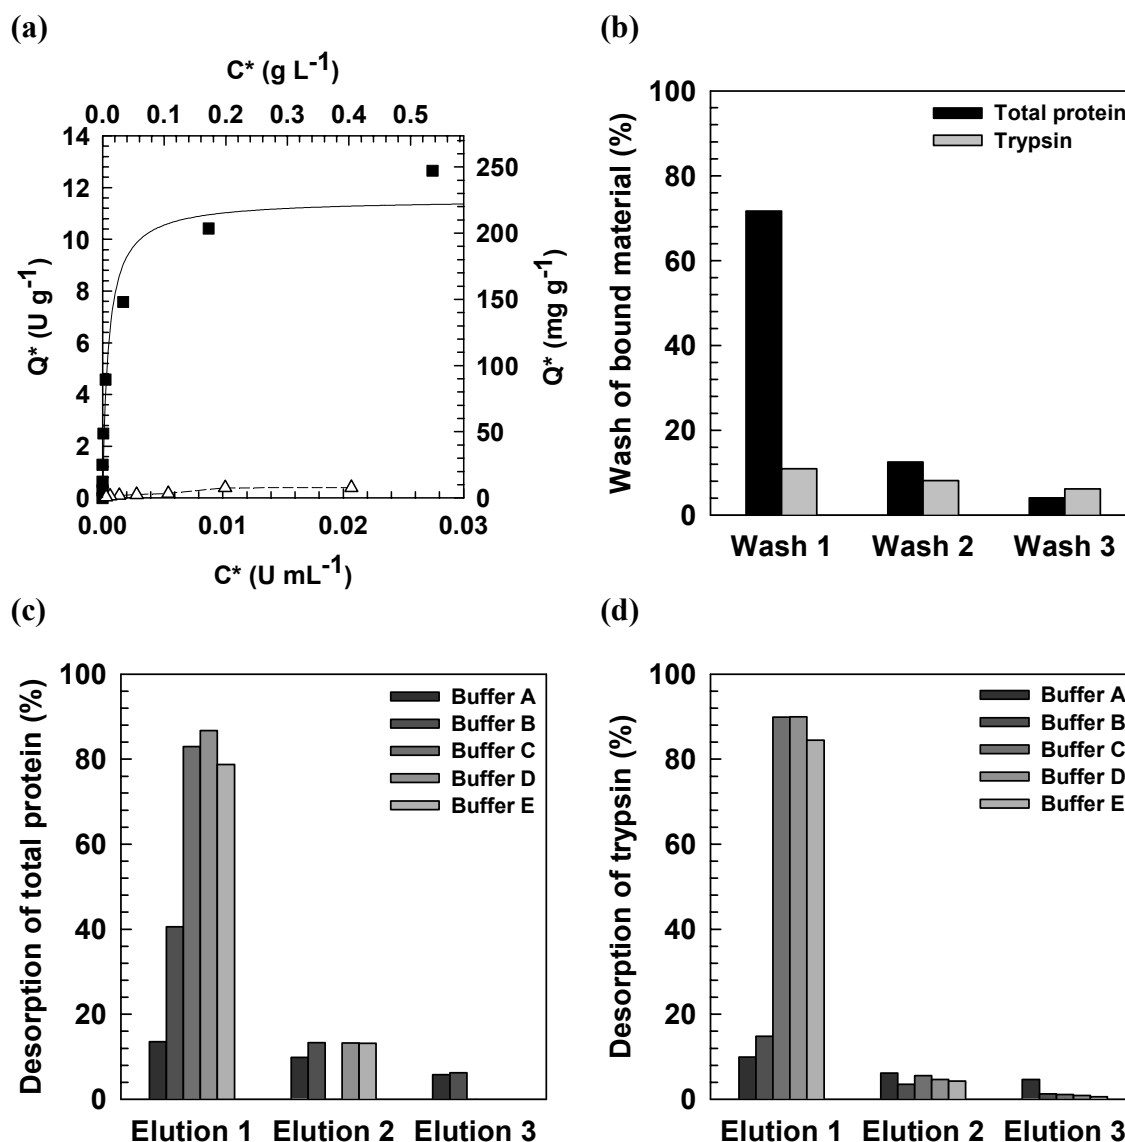 (a)
C* (g L-1)
0.0 0.1 0.2 0.3 0.4 0.5
14
12
10
8
6
4
2
0
Q* (U g-1)
250
200
150
100
50
0
Q* (mg g-1)
0.00 0.01 0.02 0.03
C* (U mL-1)
(b)
100
80
60
40
20
0
Wash of bound material (%)
Total protein
Trypsin
Wash 1 Wash 2 Wash 3
(c)
100
80
60
40
20
0
Desorption of total protein (%)
Buffer A
Buffer B
Buffer C
Buffer D
Buffer E
Elution 1 Elution 2 Elution 3
(d)
100
80
60
40
20
0
Desorption of trypsin (%)
Buffer A
Buffer B
Buffer C
Buffer D
Buffer E
Elution 1 Elution 2 Elution 3